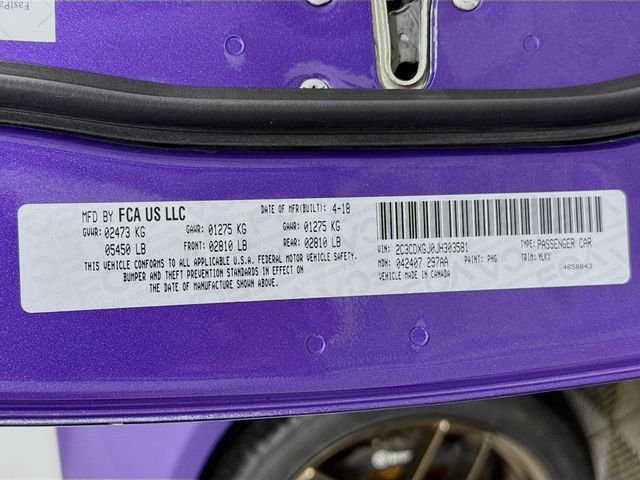 FastPa
MFD BY FCA US LLC DATE OF MFR(BUILT): 4-18
GVWR: 02473 KG GAWR: 01275 KG GAWR: 01275 KG
05450 LB FRONT: 02810 LB REAR: 02810 LB
THIS VEHICLE CONFORMS TO ALL APPLICABLE U.S.A. FEDERAL MOTOR VEHICLE SAFETY,
BUMPER AND THEFT PREVENTION STANDARDS IN EFFECT ON
THE DATE OF MANUFACTURE SHOWN ABOVE.
VIN: 2C3CDXGJ0JH303581 TYPE: PASSENGER CAR
MDH: 042407 297AA PAINT: PHG TRIM: YLXX
VEHICLE MADE IN CANADA 4658843